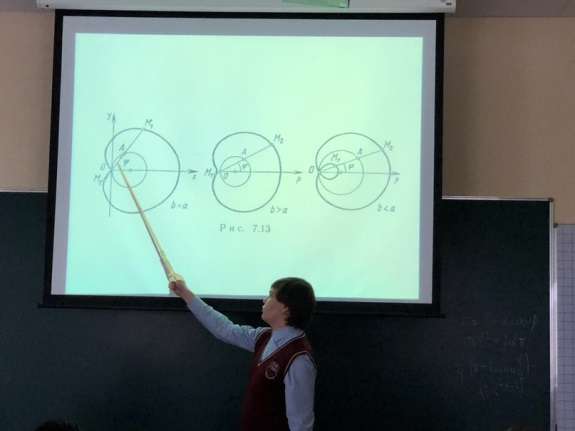 y M₁
A
O φ
M₂ x
b=a
M₂
A
M₁ O φ
P
b>a
M₂
M₁ A
O φ
P
b<a
Рис. 7.13